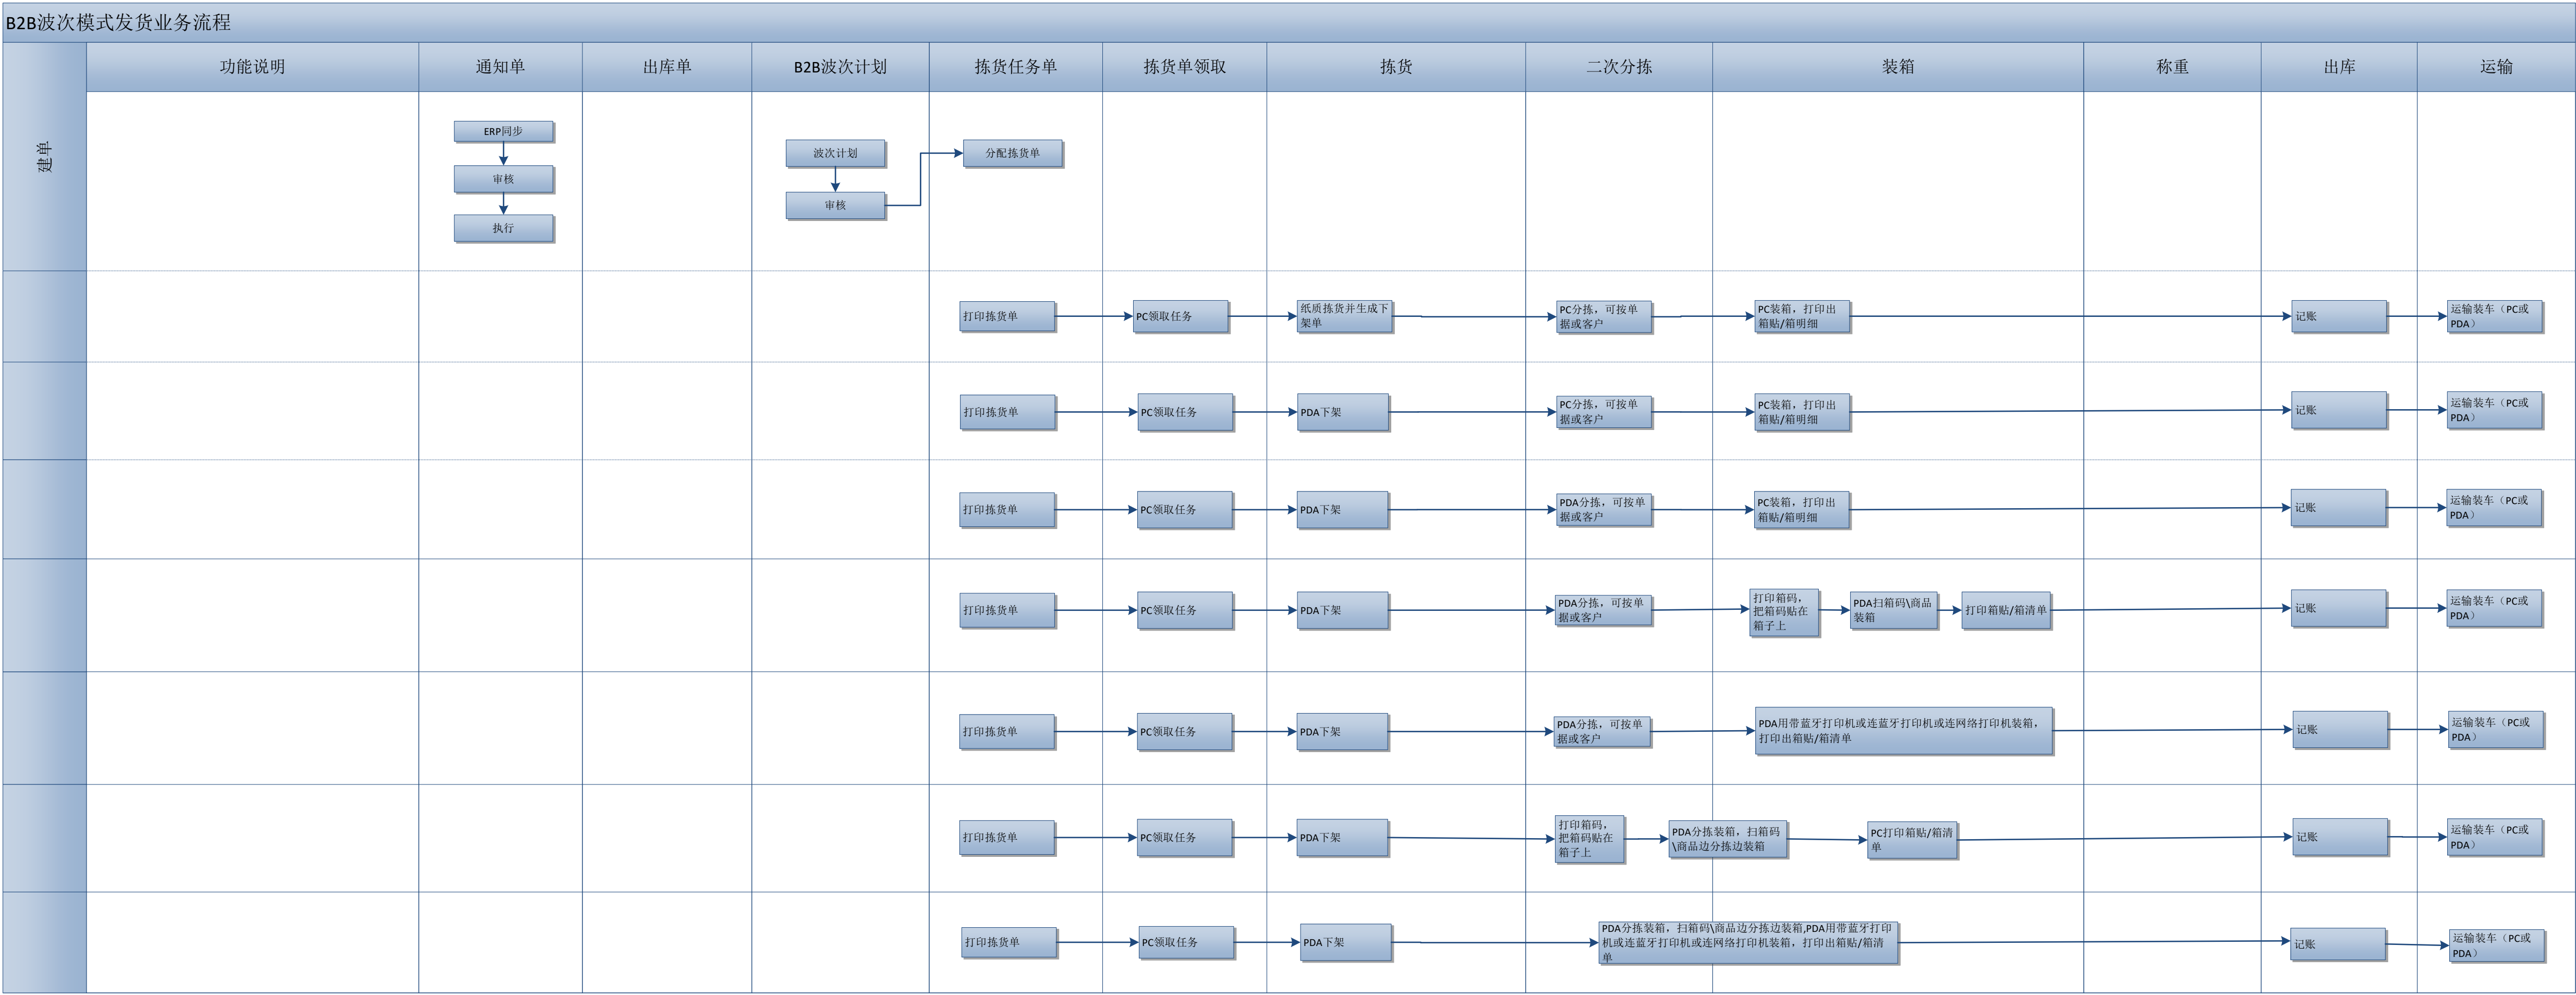 B2B波次模式发货业务流程
功能说明
通知单
出库单
B2B波次计划
拣货任务单
拣货单领取
拣货
二次分拣
装箱
称重
出库
运输
建单
ERP同步
审核
执行
波次计划
审核
分配拣货单
打印拣货单
PC领取任务
纸质拣货并生成下
架单
PC分拣，可按单
据或客户
PC装箱，打印出
箱贴/箱明细
记账
运输装车（PC或
PDA）
打印拣货单
PC领取任务
PDA下架
PC分拣，可按单
据或客户
PC装箱，打印出
箱贴/箱明细
记账
运输装车（PC或
PDA）
打印拣货单
PC领取任务
PDA下架
PDA分拣，可按单
据或客户
PC装箱，打印出
箱贴/箱明细
记账
运输装车（PC或
PDA）
打印拣货单
PC领取任务
PDA下架
PDA分拣，可按单
据或客户
打印箱码，
把箱码贴在
箱子上
PDA扫箱码\商品
装箱
打印箱贴/箱清单
记账
运输装车（PC或
PDA）
打印拣货单
PC领取任务
PDA下架
PDA分拣，可按单
据或客户
PDA用带蓝牙打印机或连蓝牙打印机或连网络打印机装箱，
打印出箱贴/箱清单
记账
运输装车（PC或
PDA）
打印拣货单
PC领取任务
PDA下架
打印箱码，
把箱码贴在
箱子上
PDA分拣装箱，扫箱码
\商品边分拣边装箱
PC打印箱贴/箱清
单
记账
运输装车（PC或
PDA）
打印拣货单
PC领取任务
PDA下架
PDA分拣装箱，扫箱码\商品边分拣边装箱,PDA用带蓝牙打印
机或连蓝牙打印机或连网络打印机装箱，打印出箱贴/箱清
单
记账
运输装车（PC或
PDA）